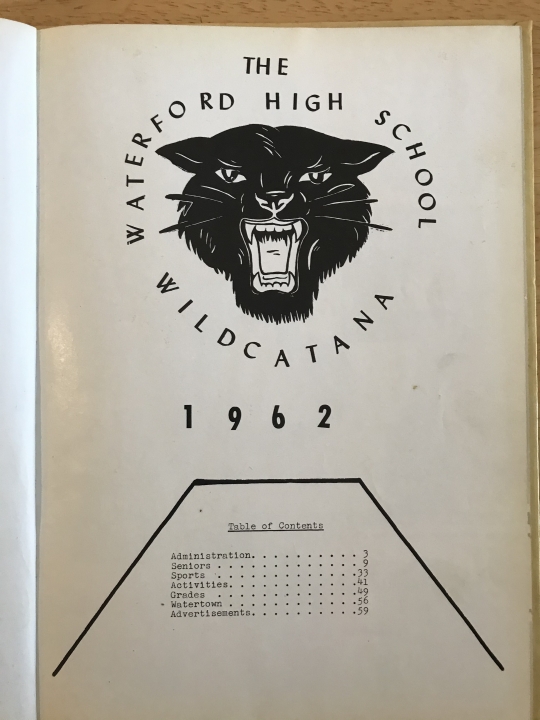 THE
WATERFORD HIGH SCHOOL
WILDCATANA
1962
Table of Contents
Administration. . . . . . . . . . . 3
Seniors . . . . . . . . . . . . . . 9
Sports . . . . . . . . . . . . . .33
Activities. . . . . . . . . . . . .41
Grades . . . . . . . . . . . . . .49
Watertown . . . . . . . . . . . . .56
Advertisements. . . . . . . . . . .59